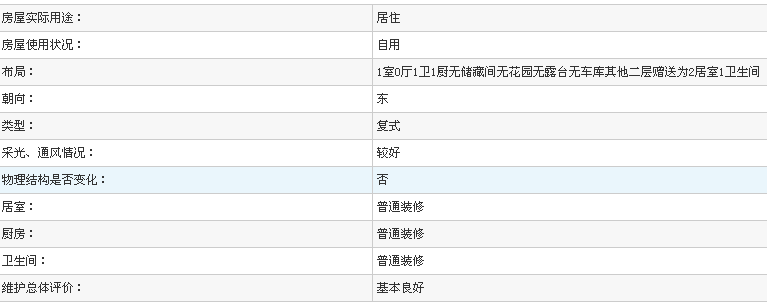 房屋实际用途： 居住
房屋使用状况： 自用
布局： 1室0厅1卫1厨无储藏间无花园无露台无车库其他二层赠送为2居室1卫生间
朝向： 东
类型： 复式
采光、通风情况： 较好
物理结构是否变化： 否
居室： 普通装修
厨房： 普通装修
卫生间： 普通装修
维护总体评价： 基本良好